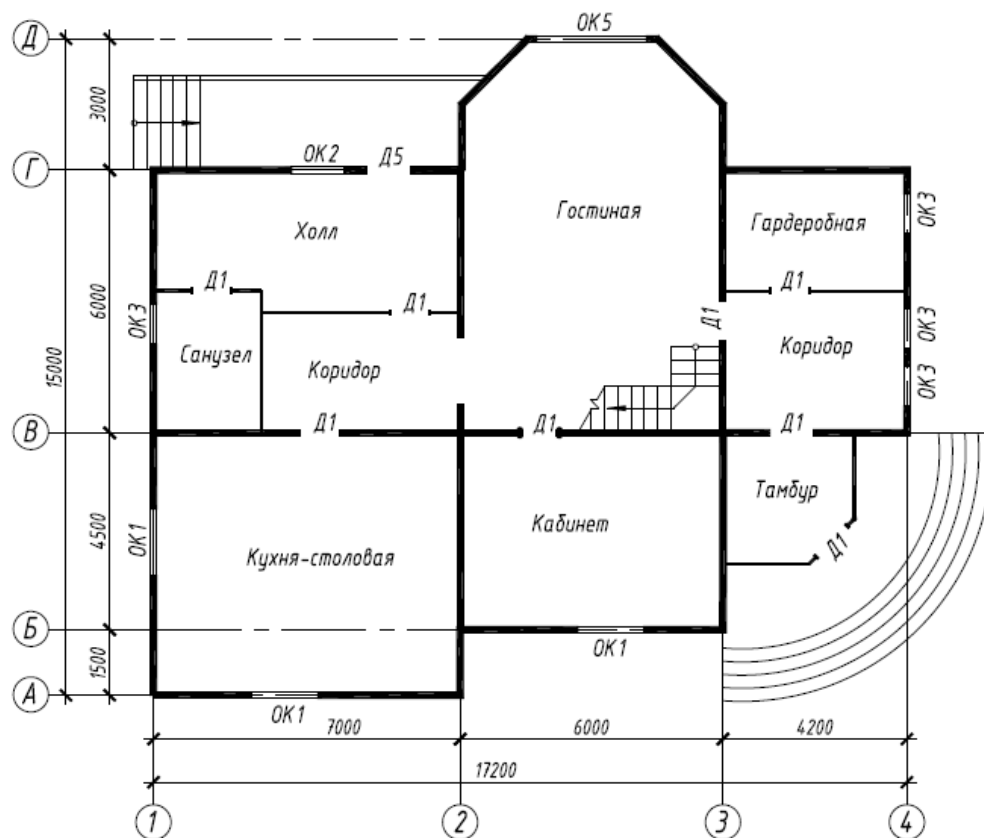 Д
ОК5
3000
Г
ОК2
Д5
Холл
Гостиная
Гардеробная
ОК3
Д1
Д1
Д1
6000
ОК3
Санузел
Коридор
Д1
Коридор
ОК3
ОК3
15000
В
Д1
Д1
Д1
Тамбур
4500
ОК1
Кухня-столовая
Кабинет
Д1
Б
1500
ОК1
А
ОК1
7000
6000
4200
17200
1
2
3
4